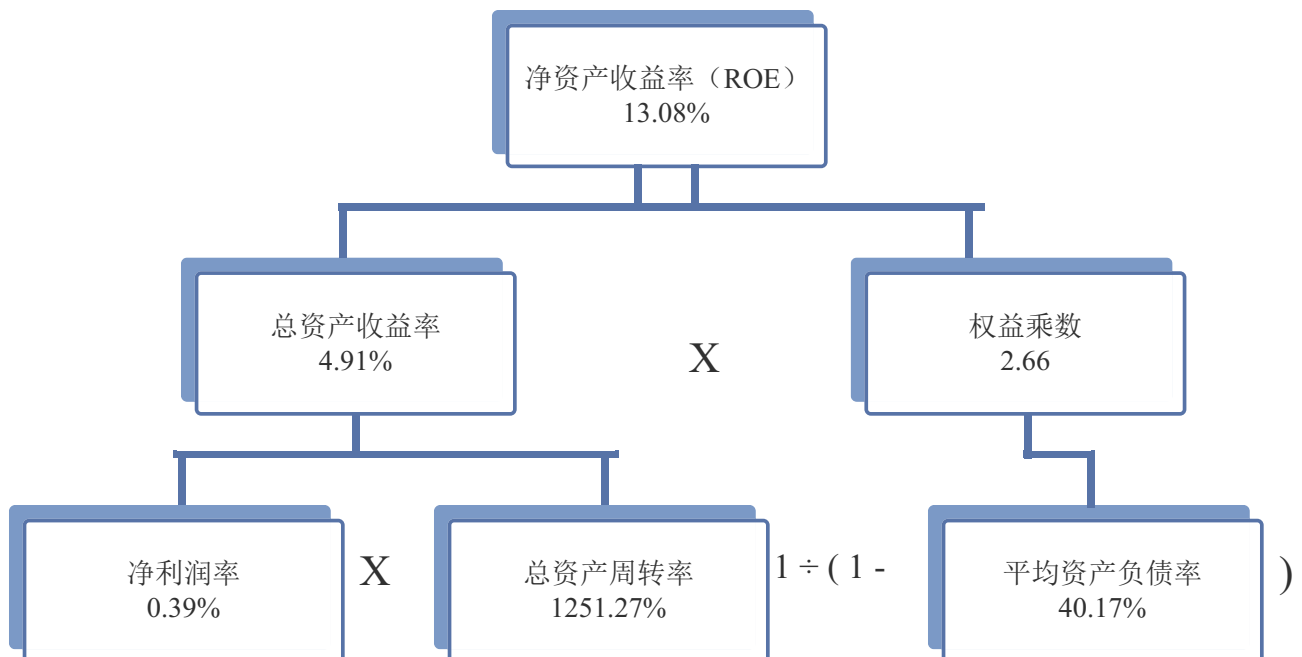 净资产收益率（ROE）
13.08%
总资产收益率
4.91%
X
权益乘数
2.66
净利润率
0.39%
X
总资产周转率
1251.27%
1 ÷ ( 1 -
平均资产负债率
40.17%
)